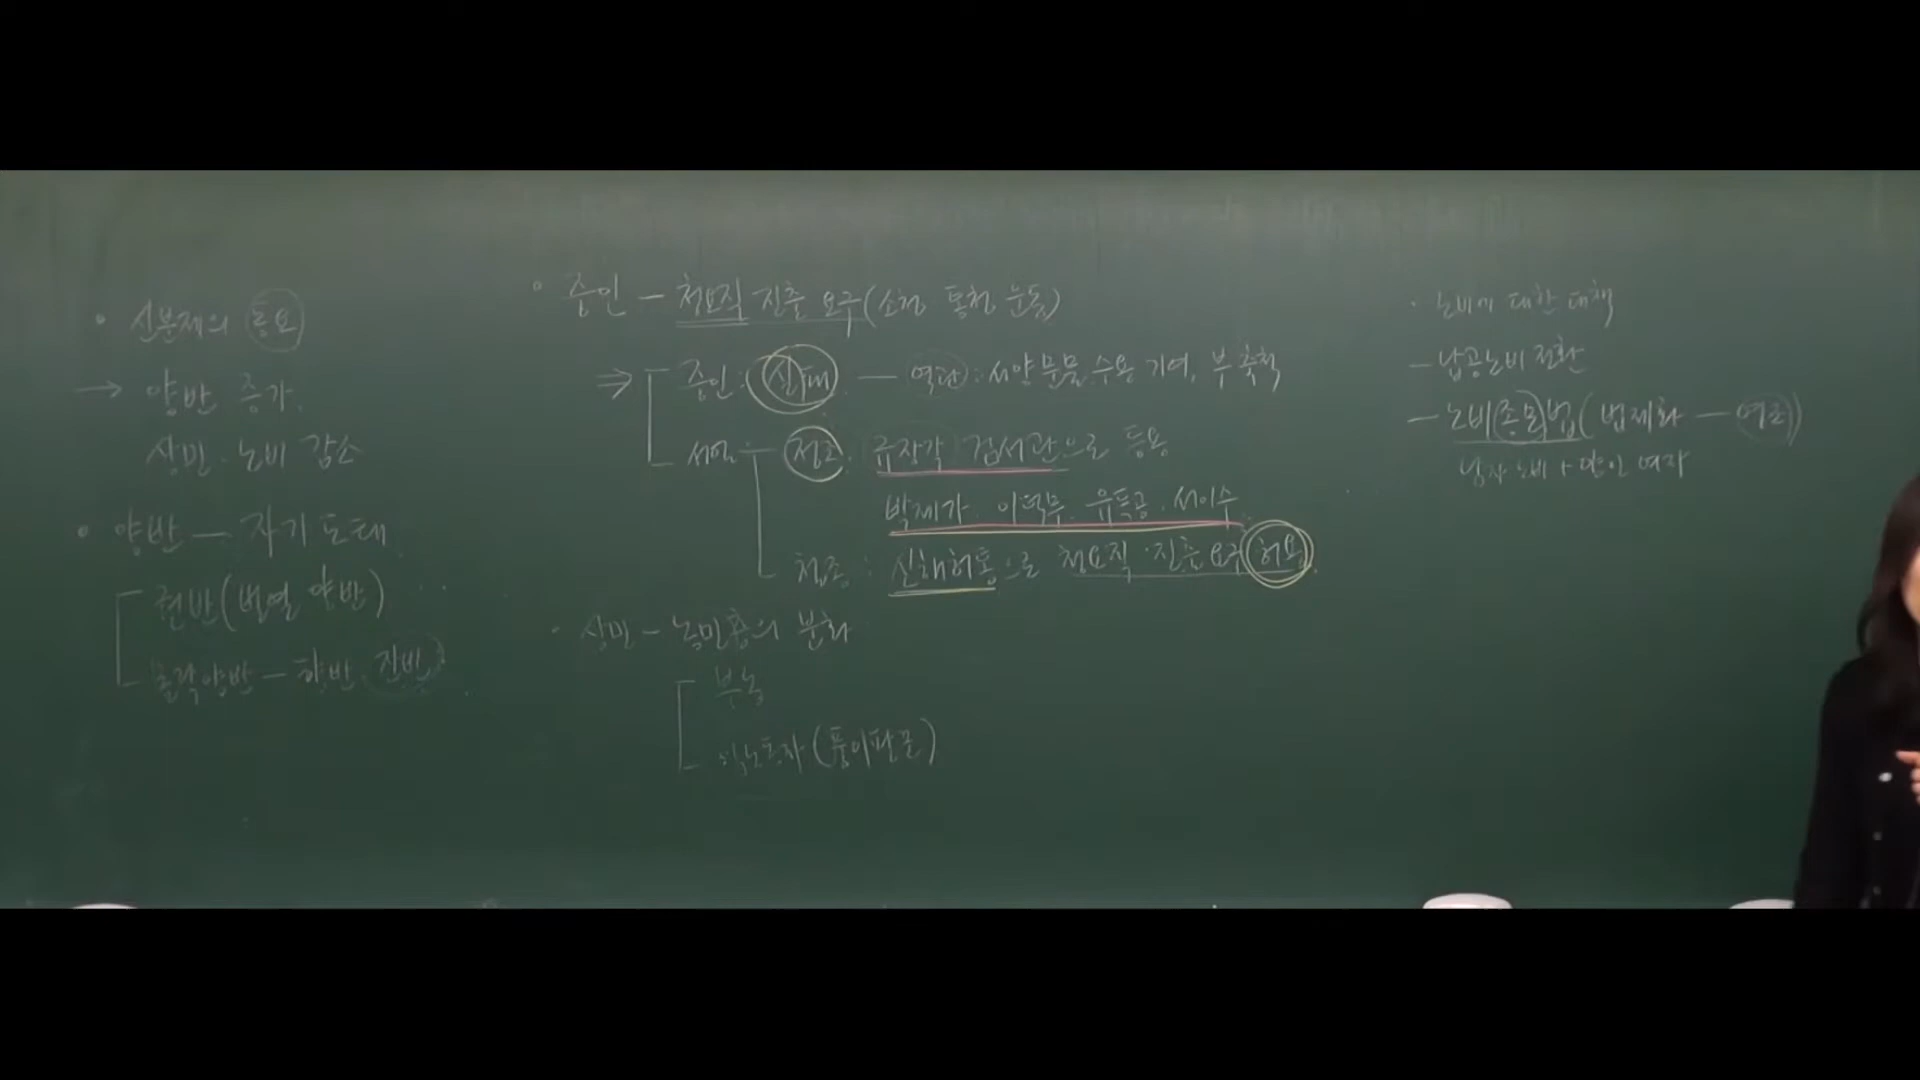 • 신분제의 동요
→ 양반 증가.
상민·노비 감소
• 양반 — 자기 도태
권반(벌열 양반)
몰락양반 — 향반, 잔반
• 중인 — 청요직 진출 요구(소청 통청 운동)
⇒ 중인: 실패 — 역관: 서양 문물 수용 기여, 부 축적
서얼 — 정조. 규장각 검서관으로 등용
박제가. 이덕무. 유득공. 서이수
철종: 신해허통으로 청요직 진출 요구 허용
• 상민 — 농민층의 분화
부농
임노동자(품이판꾼)
• 노비에 대한 대책
— 납공노비 전환
— 노비(종모)법(법제화 — 영조)
남자 노비 + 양인 여자